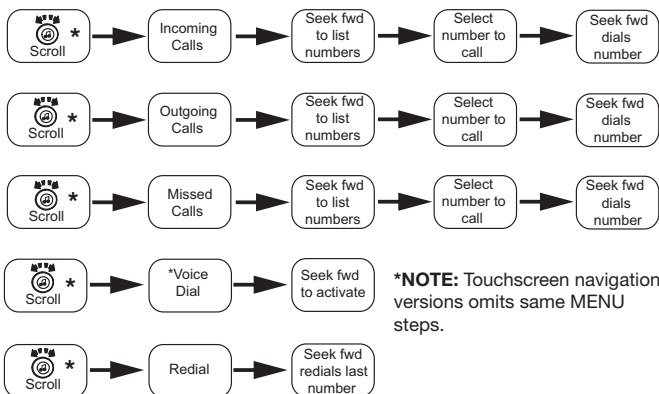 Scroll
*
Incoming
Calls
Seek fwd
to list
numbers
Select
number to
call
Seek fwd
dials
number
Scroll
*
Outgoing
Calls
Seek fwd
to list
numbers
Select
number to
call
Seek fwd
dials
number
Scroll
*
Missed
Calls
Seek fwd
to list
numbers
Select
number to
call
Seek fwd
dials
number
Scroll
*
*Voice
Dial
Seek fwd
to activate
*NOTE: Touchscreen navigation
versions omits same MENU
steps.
Scroll
*
Redial
Seek fwd
redials last
number